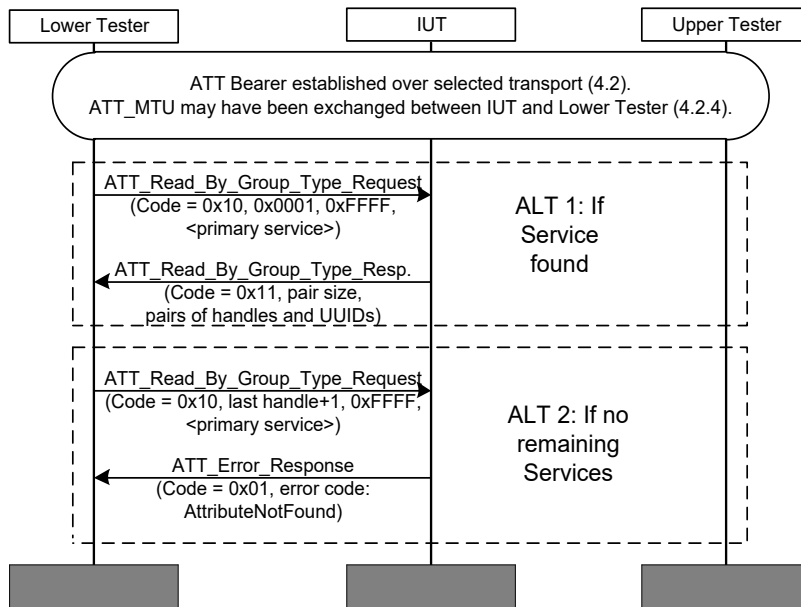 Lower Tester
IUT
Upper Tester
ATT Bearer established over selected transport (4.2).
ATT_MTU may have been exchanged between IUT and Lower Tester (4.2.4).
ATT_Read_By_Group_Type_Request
(Code = 0x10, 0x0001, 0xFFFF,
<primary service>)
ATT_Read_By_Group_Type_Resp.
(Code = 0x11, pair size,
pairs of handles and UUIDs)
ALT 1: If
Service
found
ATT_Read_By_Group_Type_Request
(Code = 0x10, last handle+1, 0xFFFF,
<primary service>)
ATT_Error_Response
(Code = 0x01, error code:
AttributeNotFound)
ALT 2: If no
remaining
Services